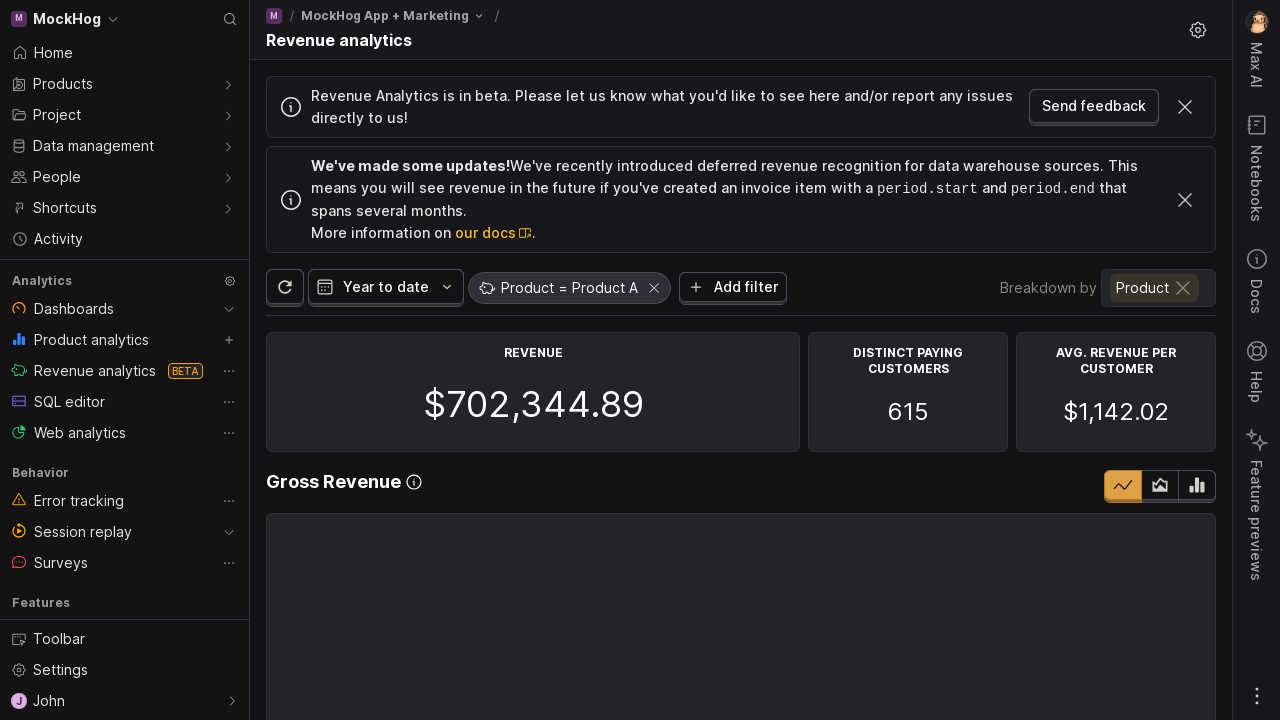 M MockHog
Home
Products
Project
Data management
People
Shortcuts
Activity
Analytics
Dashboards
Product analytics
Revenue analytics BETA
SQL editor
Web analytics
Behavior
Error tracking
Session replay
Surveys
Features
Toolbar
Settings
J John
M / MockHog App + Marketing /
Revenue analytics
Revenue Analytics is in beta. Please let us know what you'd like to see here and/or report any issues
directly to us!
Send feedback
We've made some updates!We've recently introduced deferred revenue recognition for data warehouse sources. This
means you will see revenue in the future if you've created an invoice item with a period.start and period.end that
spans several months.
More information on our docs.
Year to date
Product = Product A
Add filter
Breakdown by Product
REVENUE
$702,344.89
DISTINCT PAYING
CUSTOMERS
615
AVG. REVENUE PER
CUSTOMER
$1,142.02
Gross Revenue
Max AI
Notebooks
Docs
Help
Feature previews